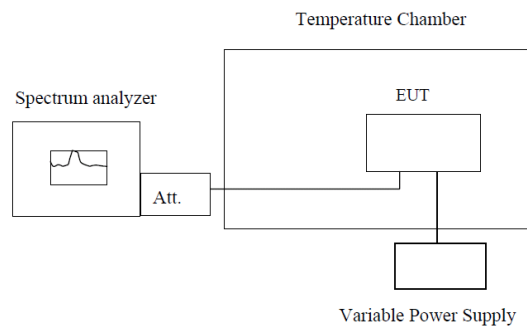 Temperature Chamber
Spectrum analyzer
EUT
Att.
Variable Power Supply